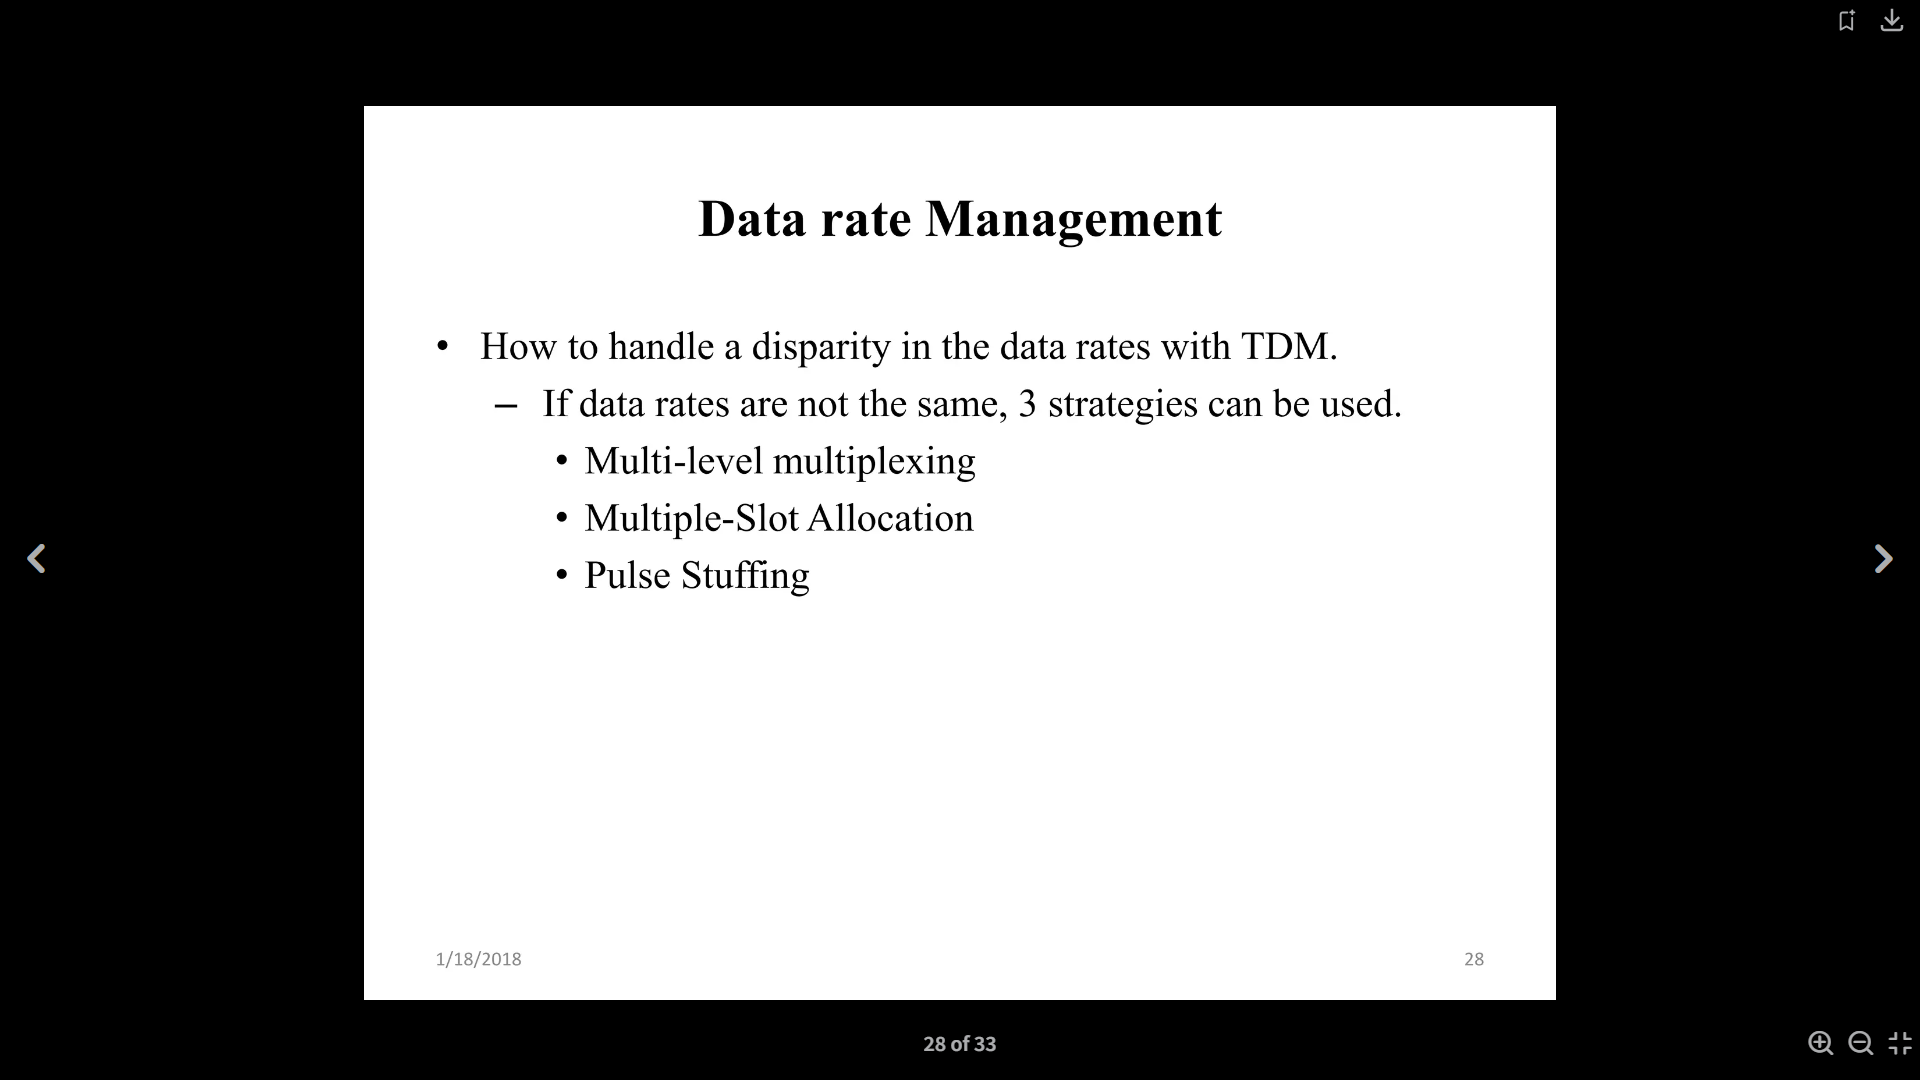 Data rate Management
• How to handle a disparity in the data rates with TDM.
– If data rates are not the same, 3 strategies can be used.
• Multi-level multiplexing
• Multiple-Slot Allocation
• Pulse Stuffing
1/18/2018
28
28 of 33